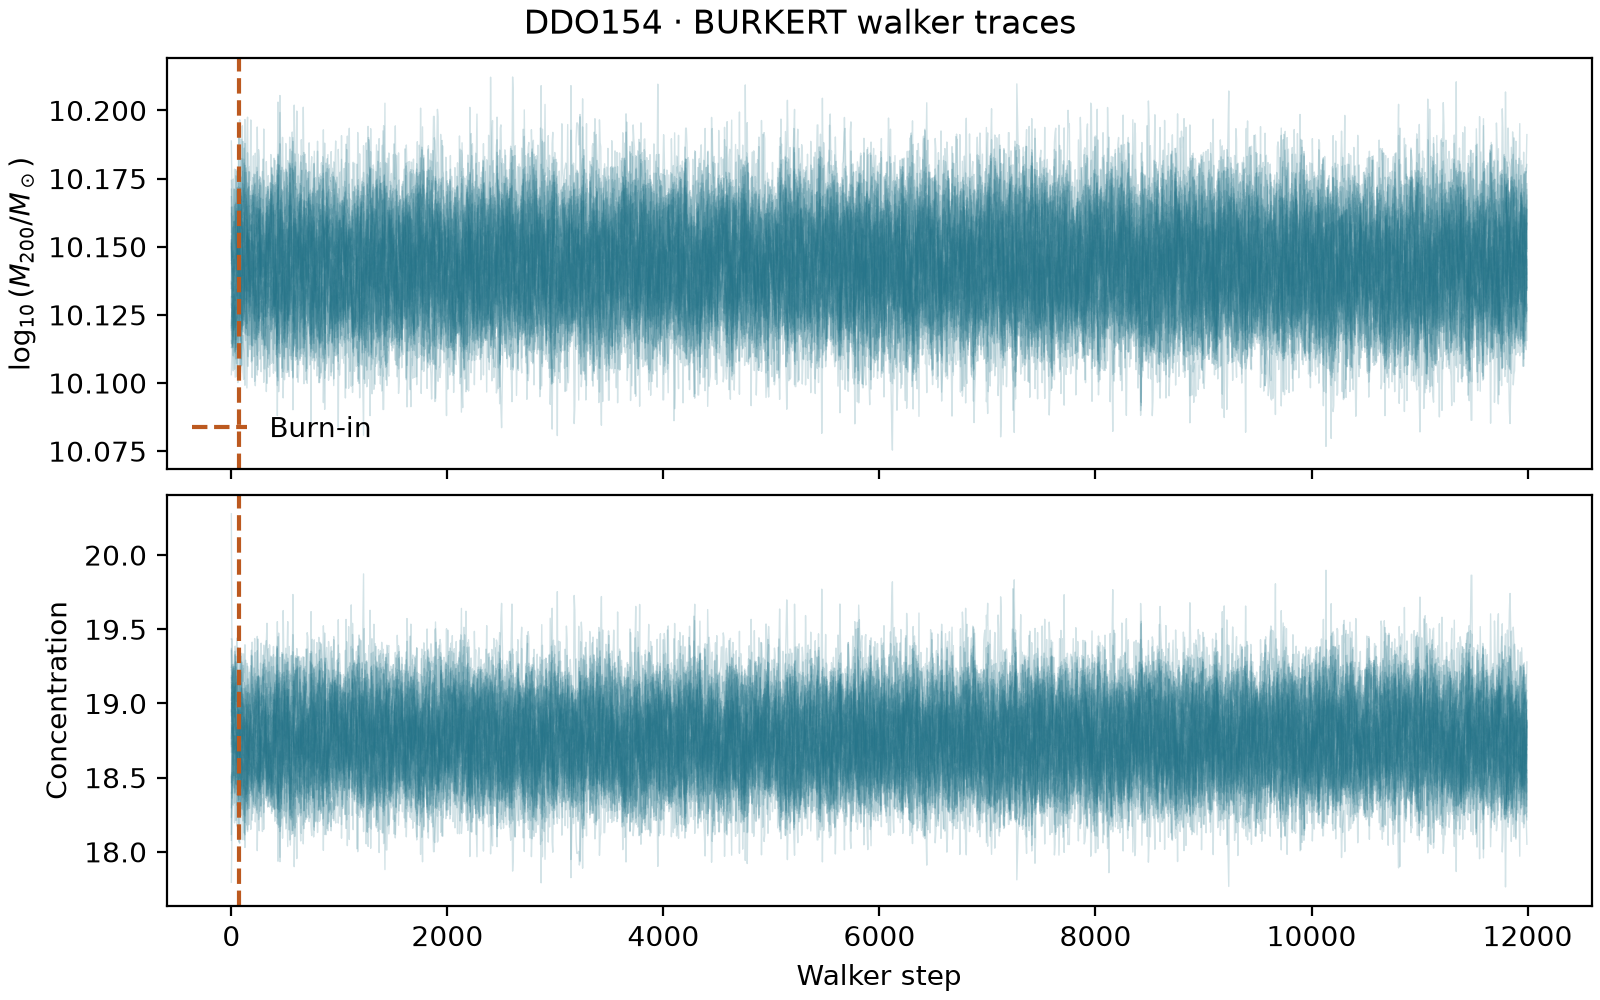 DDO154 · BURKERT walker traces
log₁₀ (M₂₀₀/M⊙)
10.200
10.175
10.150
10.125
10.100
10.075
Burn-in
Concentration
20.0
19.5
19.0
18.5
18.0
0 2000 4000 6000 8000 10000 12000
Walker step